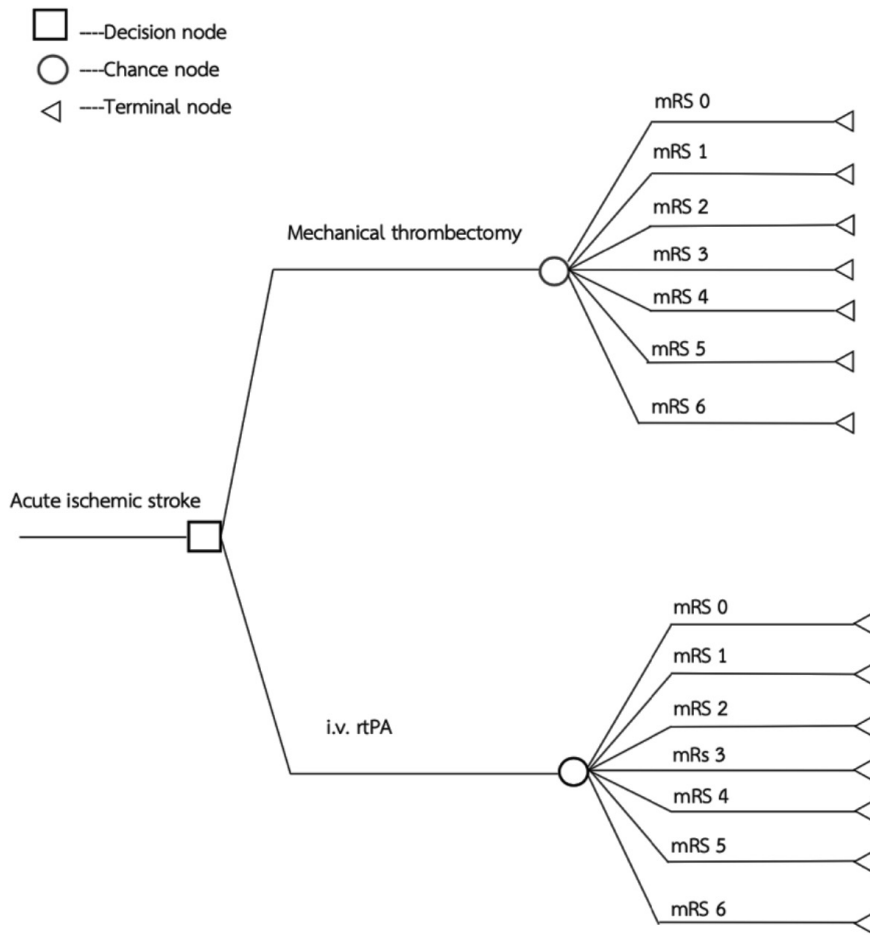 ----Decision node
----Chance node
----Terminal node
mRS 0
mRS 1
mRS 2
Mechanical thrombectomy
mRS 3
mRS 4
mRS 5
mRS 6
Acute ischemic stroke
mRS 0
mRS 1
mRS 2
i.v. rtPA
mRs 3
mRS 4
mRS 5
mRS 6